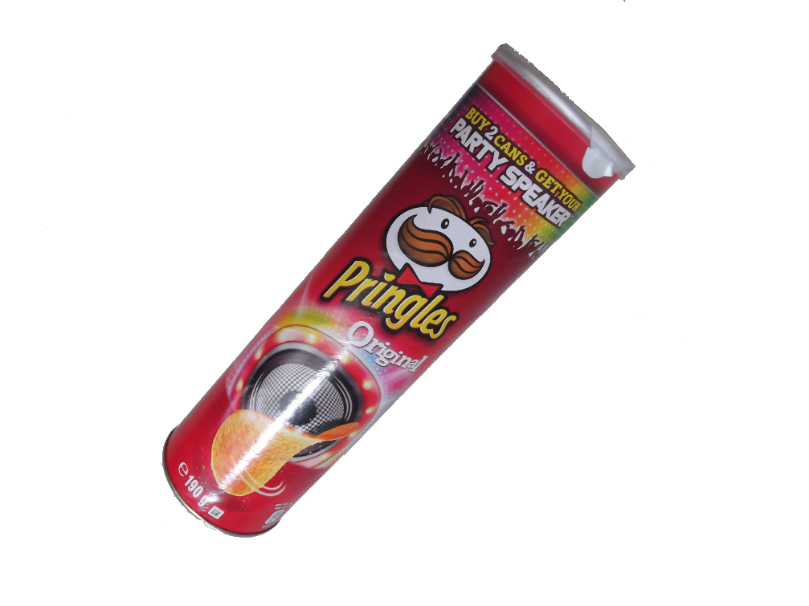 BUY 2 CANS & GET YOUR
PARTY SPEAKER
Pringles
Original
℮ 190 g